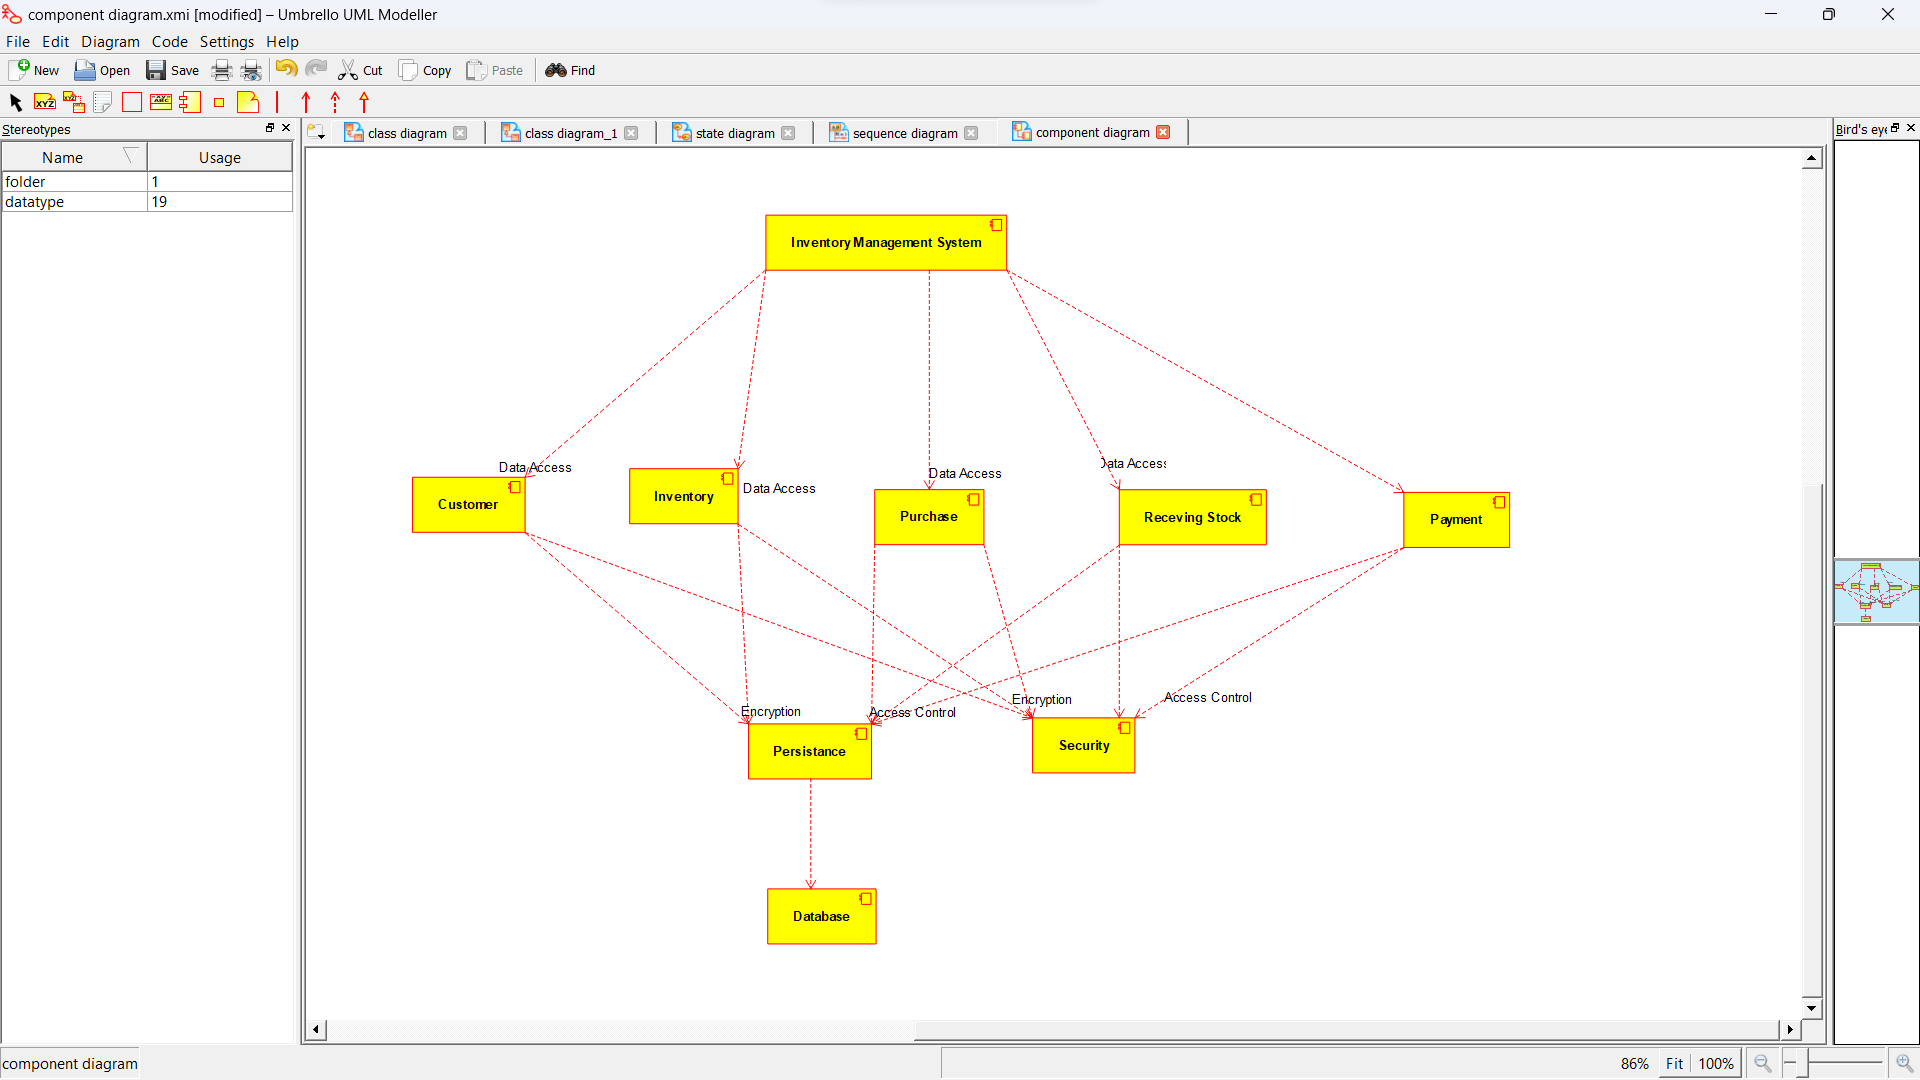 component diagram.xmi [modified] – Umbrello UML Modeller
File Edit Diagram Code Settings Help
New Open Save Cut Copy Paste Find
XYZ
Stereotypes
class diagram class diagram_1 state diagram sequence diagram component diagram
Bird's eye
Name Usage
folder 1
datatype 19
Inventory Management System
Data Access
Data Access
Data Access
Data Access
Customer
Inventory
Purchase
Receving Stock
Payment
Encryption
Access Control
Encryption
Access Control
Persistance
Security
Database
component diagram
86% Fit 100%